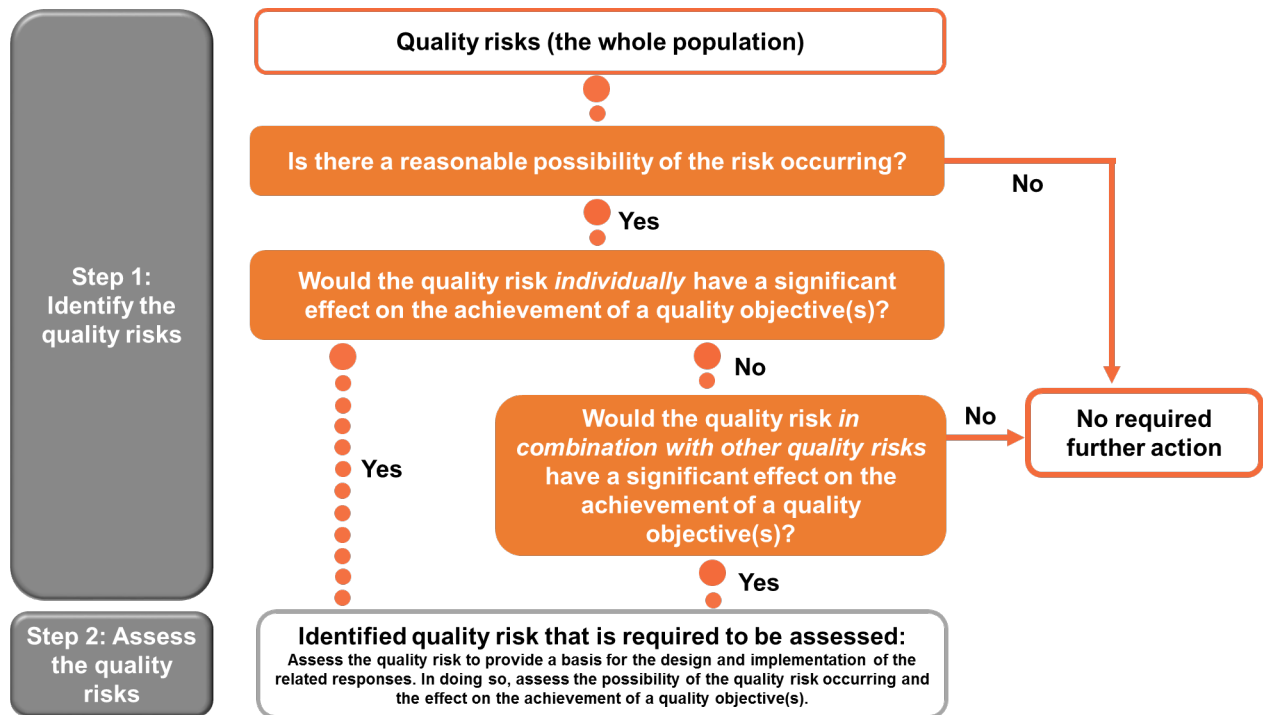 Quality risks (the whole population)
Is there a reasonable possibility of the risk occurring?
No
Yes
Step 1:
Identify the
quality risks
Would the quality risk individually have a significant
effect on the achievement of a quality objective(s)?
No
Yes
Would the quality risk in
combination with other quality risks
have a significant effect on the
achievement of a quality
objective(s)?
No
No required
further action
Yes
Step 2: Assess
the quality
risks
Identified quality risk that is required to be assessed:
Assess the quality risk to provide a basis for the design and implementation of the
related responses. In doing so, assess the possibility of the quality risk occurring and
the effect on the achievement of a quality objective(s).